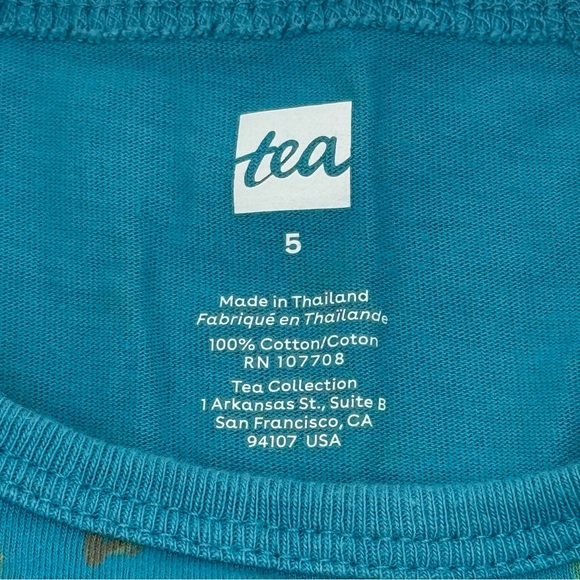 tea
5
Made in Thailand
Fabriqué en Thaïlande
100% Cotton/Coton
RN 107708
Tea Collection
1 Arkansas St., Suite B
San Francisco, CA
94107 USA